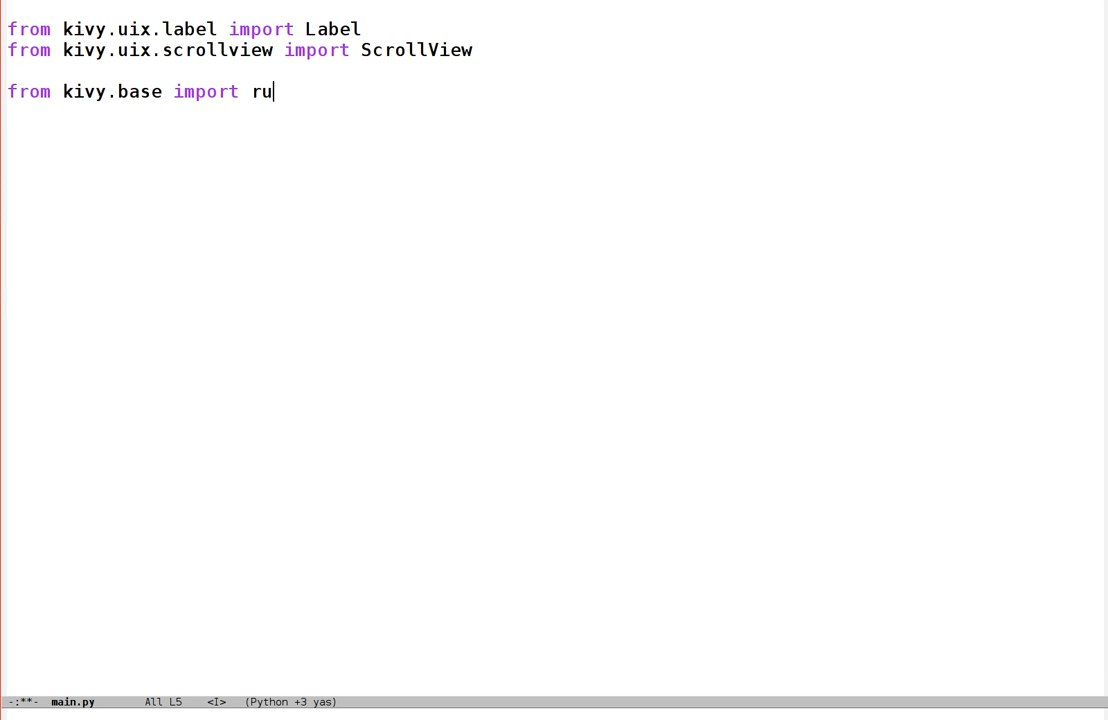 from kivy.uix.label import Label
from kivy.uix.scrollview import ScrollView
from kivy.base import ru
-:**- main.py All L5 <I> (Python +3 yas)